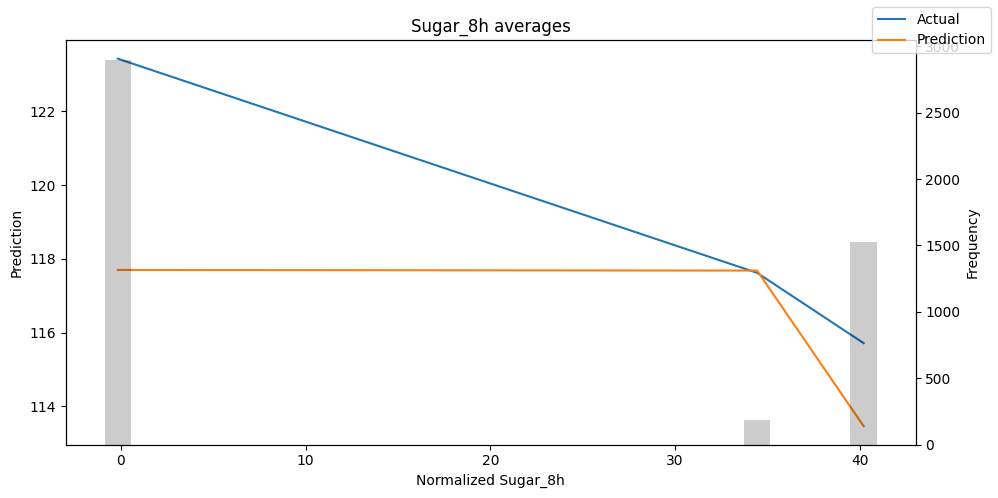 Sugar_8h averages
Actual
Prediction
Prediction
122
120
118
116
114
3000
2500
2000
1500
1000
500
0
Frequency
0 10 20 30 40
Normalized Sugar_8h